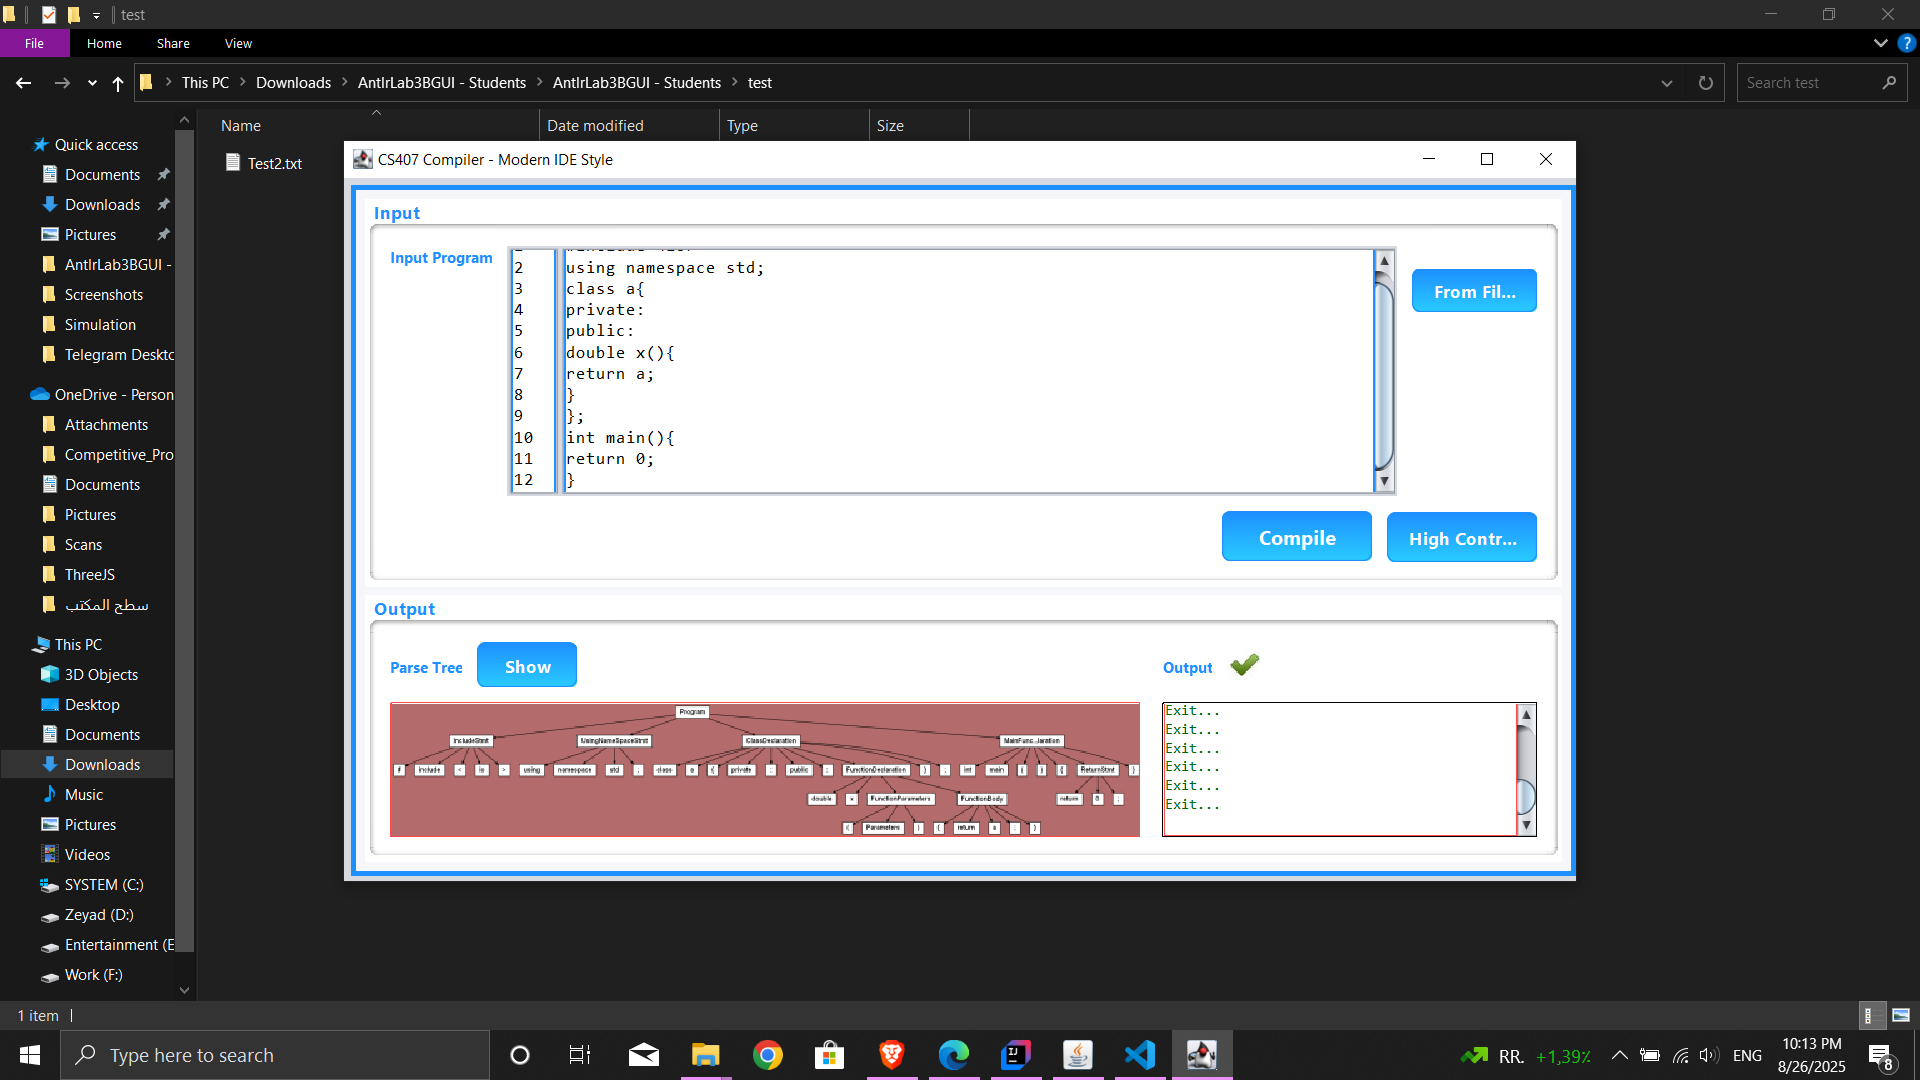 test
File
Home
Share
View
?
This PC
Downloads
AntlrLab3BGUI - Students
AntlrLab3BGUI - Students
test
Search test
Name
Date modified
Type
Size
Test2.txt
Quick access
Documents
Downloads
Pictures
AntlrLab3BGUI -
Screenshots
Simulation
Telegram Deskto
OneDrive - Person
Attachments
Competitive_Pro
Documents
Pictures
Scans
ThreeJS
سطح المكتب
This PC
3D Objects
Desktop
Documents
Downloads
Music
Pictures
Videos
SYSTEM (C:)
Zeyad (D:)
Entertainment (E
Work (F:)
1 item
CS407 Compiler - Modern IDE Style
Input
Input Program
2 using namespace std;
3 class a{
4 private:
5 public:
6 double x(){
7 return a;
8 }
9 };
10 int main(){
11 return 0;
12 }
From Fil...
Compile
High Contr...
Output
Parse Tree
Show
Output
Program
IncludeStmt UsingNameSpaceStmt ClassDeclaration MainFunc...laration
# include < io > using namespace std ; class a { private : public : FunctionDeclaration } ; int main ( ) { ReturnStmt }
double x FunctionParameters FunctionBody return 0 ;
( Parameters ) { return a ; }
Exit...
Exit...
Exit...
Exit...
Exit...
Exit...
Type here to search
RR. +1,39%
ENG
10:13 PM
8/26/2025
8